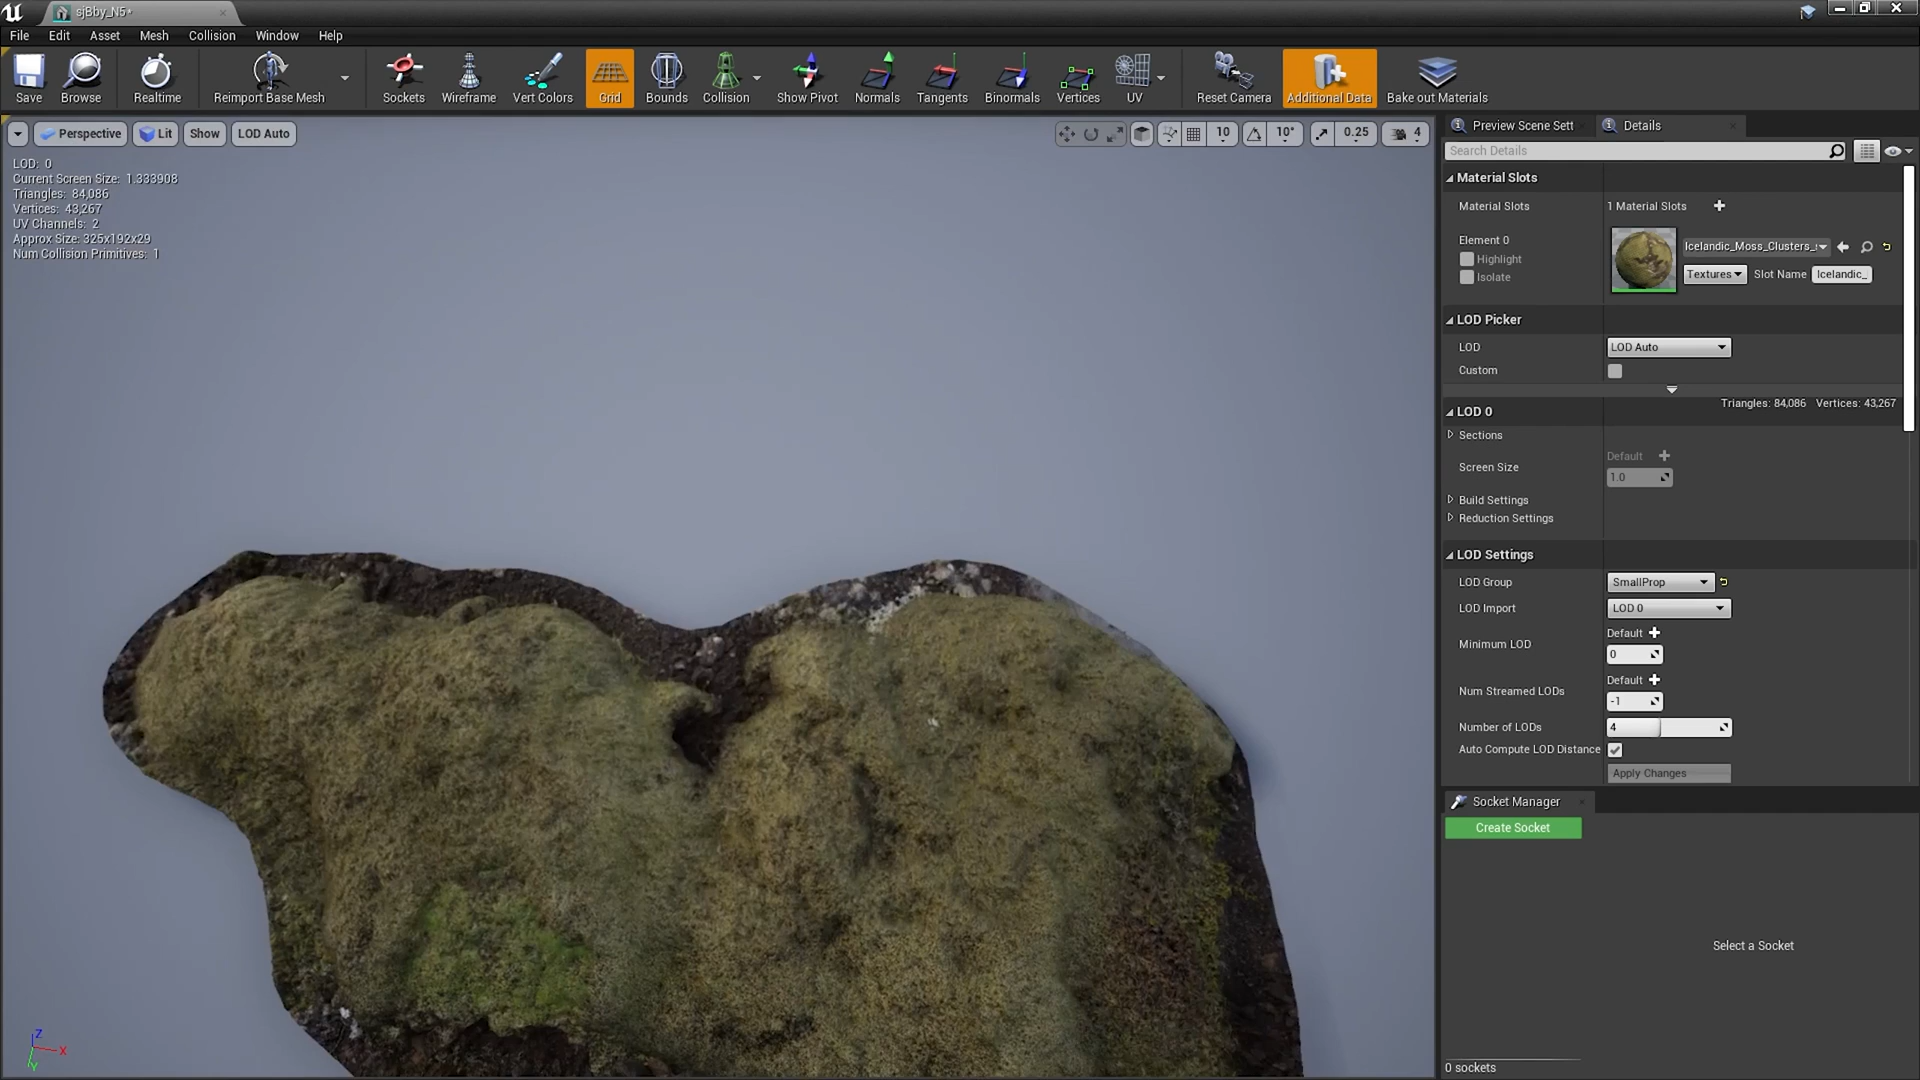 sjBby_N5*
File Edit Asset Mesh Collision Window Help
Save Browse Realtime Reimport Base Mesh Sockets Wireframe Vert Colors Grid Bounds Collision Show Pivot Normals Tangents Binormals Vertices UV Reset Camera Additional Data Bake out Materials
Perspective Lit Show LOD Auto 10 10° 0.25 4
LOD: 0
Current Screen Size: 1.333908
Triangles: 84,086
Vertices: 43,267
UV Channels: 2
Approx Size: 325x192x29
Num Collision Primitives: 1
Z
X
Y
Preview Scene Sett Details
Search Details
Material Slots
Material Slots 1 Material Slots
Element 0
Highlight
Isolate
Icelandic_Moss_Clusters_
Textures Slot Name Icelandic_
LOD Picker
LOD LOD Auto
Custom
LOD 0 Triangles: 84,086 Vertices: 43,267
Sections
Default
Screen Size
1.0
Build Settings
Reduction Settings
LOD Settings
LOD Group SmallProp
LOD Import LOD 0
Default
Minimum LOD
0
Default
Num Streamed LODs
-1
Number of LODs 4
Auto Compute LOD Distance
Apply Changes
Socket Manager
Create Socket
Select a Socket
0 sockets